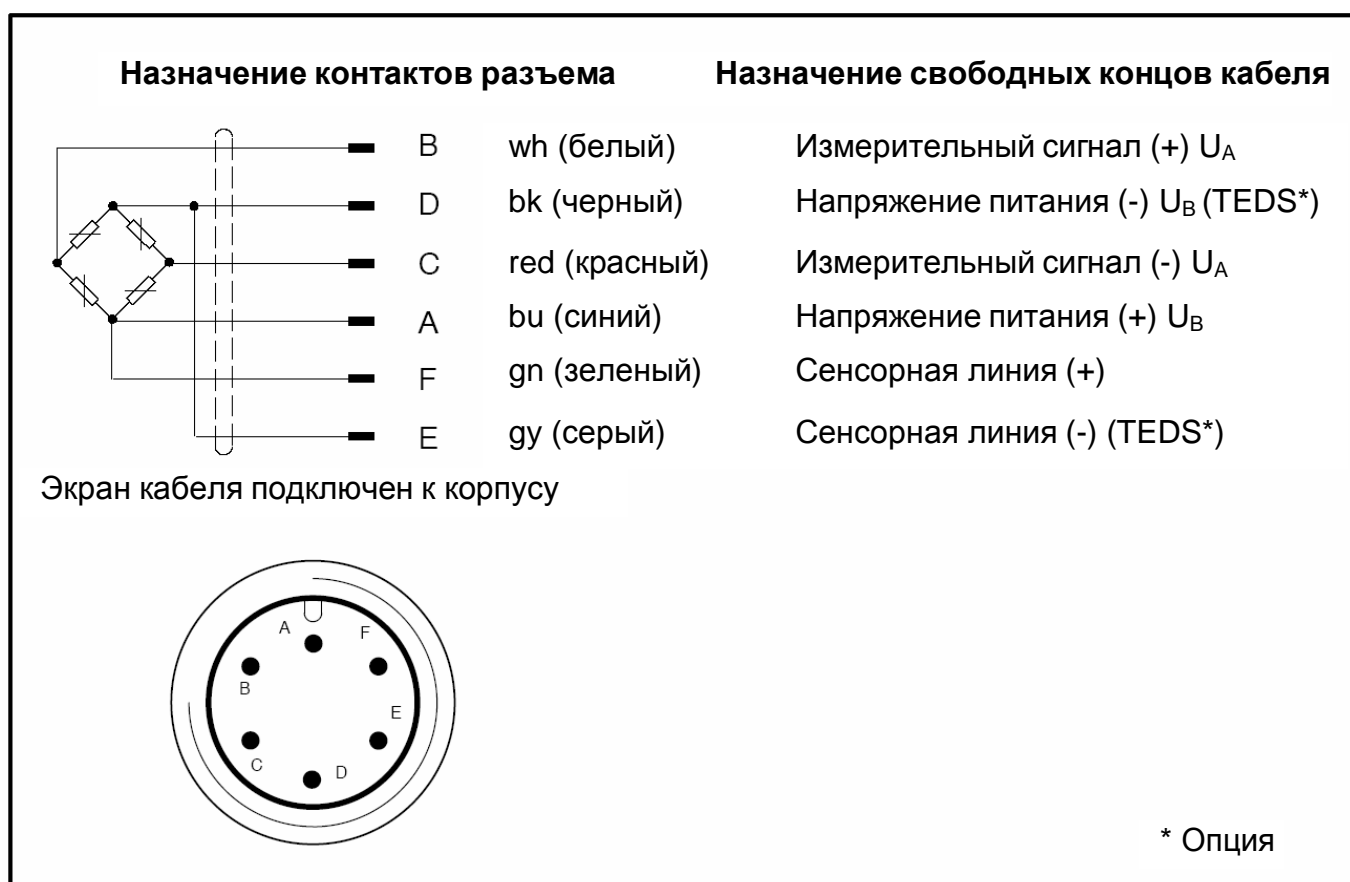 Назначение контактов разъема Назначение свободных концов кабеля
B wh (белый) Измерительный сигнал (+) UA
D bk (черный) Напряжение питания (-) UB (TEDS*)
C red (красный) Измерительный сигнал (-) UA
A bu (синий) Напряжение питания (+) UB
F gn (зеленый) Сенсорная линия (+)
E gy (серый) Сенсорная линия (-) (TEDS*)
Экран кабеля подключен к корпусу
A F
B
E
C D
* Опция